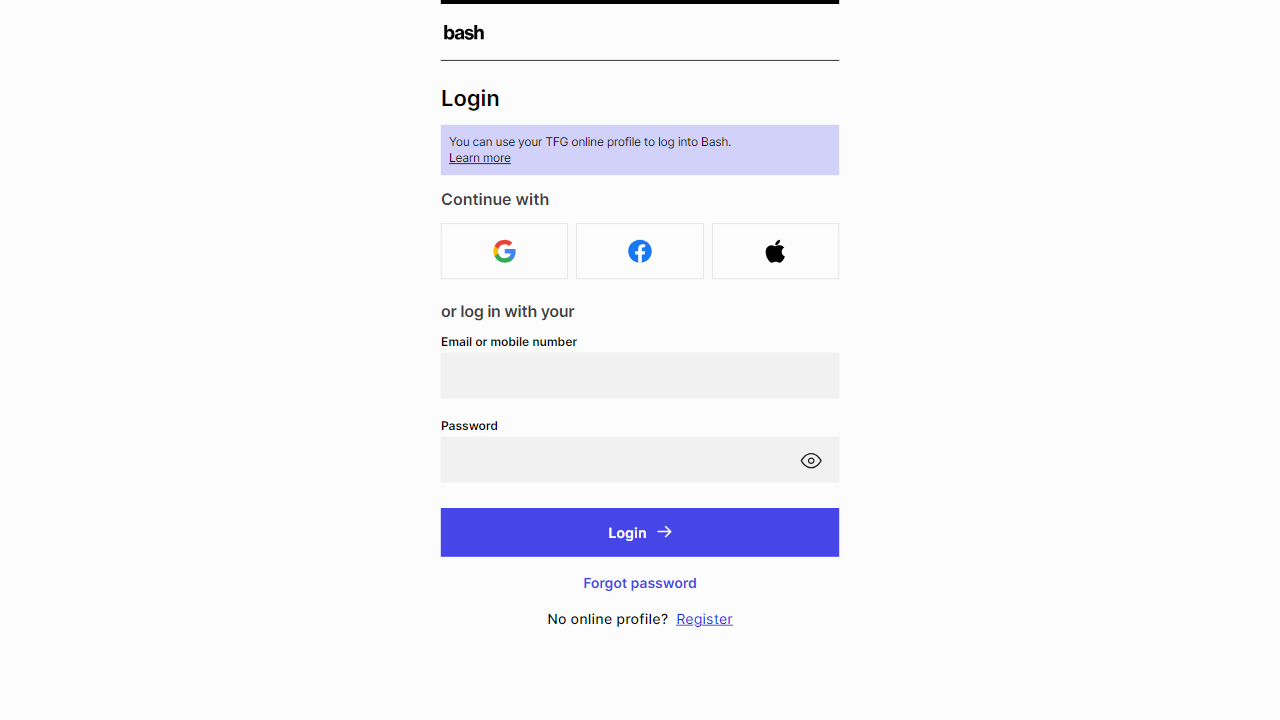 bash
Login
You can use your TFG online profile to log into Bash.
Learn more
Continue with
or log in with your
Email or mobile number
Password
Login
Forgot password
No online profile? Register